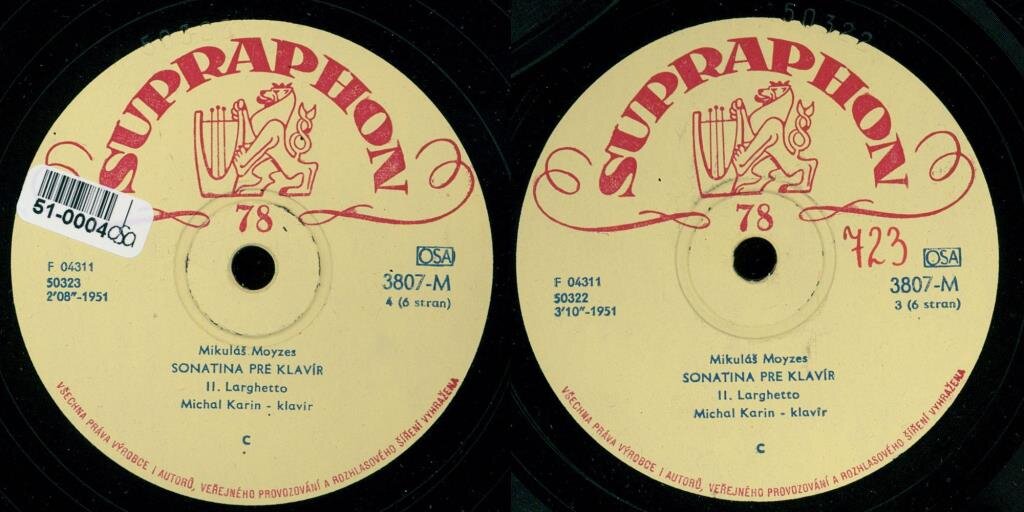 SUPRAPHON
78
51-0004
OSA
F 04311
50323
2'08"-1951
3807-M
4 (6 stran)
Mikuláš Moyzes
SONATINA PRE KLAVÍR
II. Larghetto
Michal Karin - klavír
C
VŠECHNA PRÁVA VÝROBCE I AUTORŮ, VEŘEJNÉHO PROVOZOVÁNÍ A ROZHLASOVÉHO ŠÍŘENÍ VYHRAŽENA
50322
SUPRAPHON
78
723
OSA
F 04311
50322
3'10"-1951
3807-M
3 (6 stran)
Mikuláš Moyzes
SONATINA PRE KLAVÍR
II. Larghetto
Michal Karin - klavír
C
VŠECHNA PRÁVA VÝROBCE I AUTORŮ, VEŘEJNÉHO PROVOZOVÁNÍ A ROZHLASOVÉHO ŠÍŘENÍ VYHRAŽENA